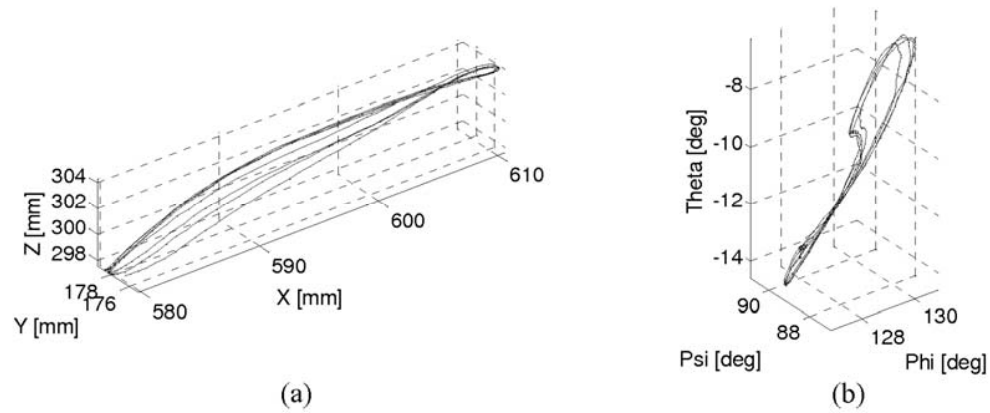 304
302
300
298
Z [mm]
178
176
Y [mm]
580
590
600
610
X [mm]
(a)
-8
-10
-12
-14
Theta [deg]
90
88
Psi [deg]
128
130
Phi [deg]
(b)